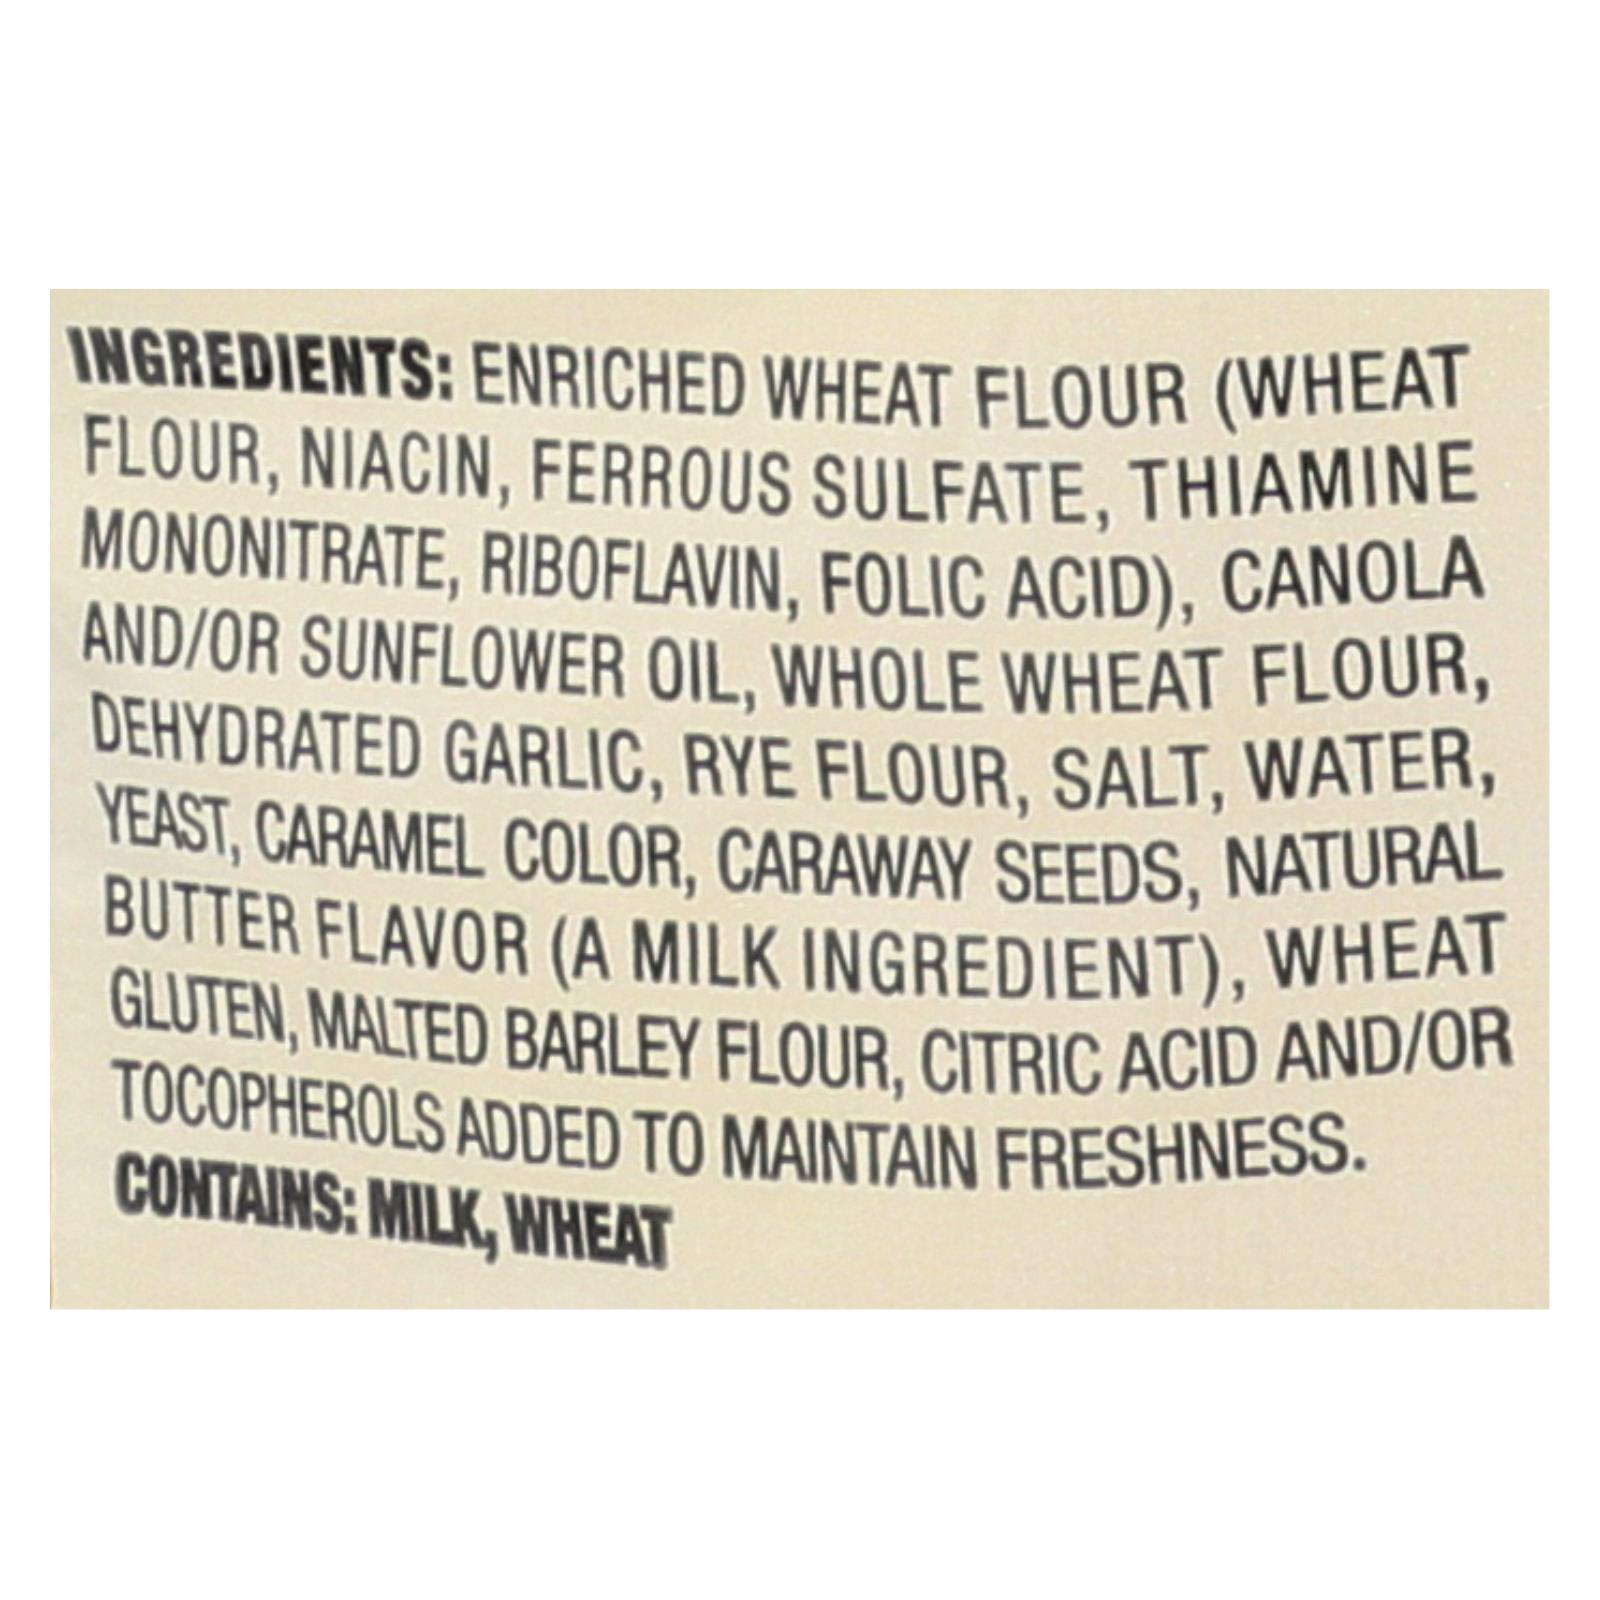 INGREDIENTS: ENRICHED WHEAT FLOUR (WHEAT
FLOUR, NIACIN, FERROUS SULFATE, THIAMINE
MONONITRATE, RIBOFLAVIN, FOLIC ACID), CANOLA
AND/OR SUNFLOWER OIL, WHOLE WHEAT FLOUR,
DEHYDRATED GARLIC, RYE FLOUR, SALT, WATER,
YEAST, CARAMEL COLOR, CARAWAY SEEDS, NATURAL
BUTTER FLAVOR (A MILK INGREDIENT), WHEAT
GLUTEN, MALTED BARLEY FLOUR, CITRIC ACID AND/OR
TOCOPHEROLS ADDED TO MAINTAIN FRESHNESS.
CONTAINS: MILK, WHEAT